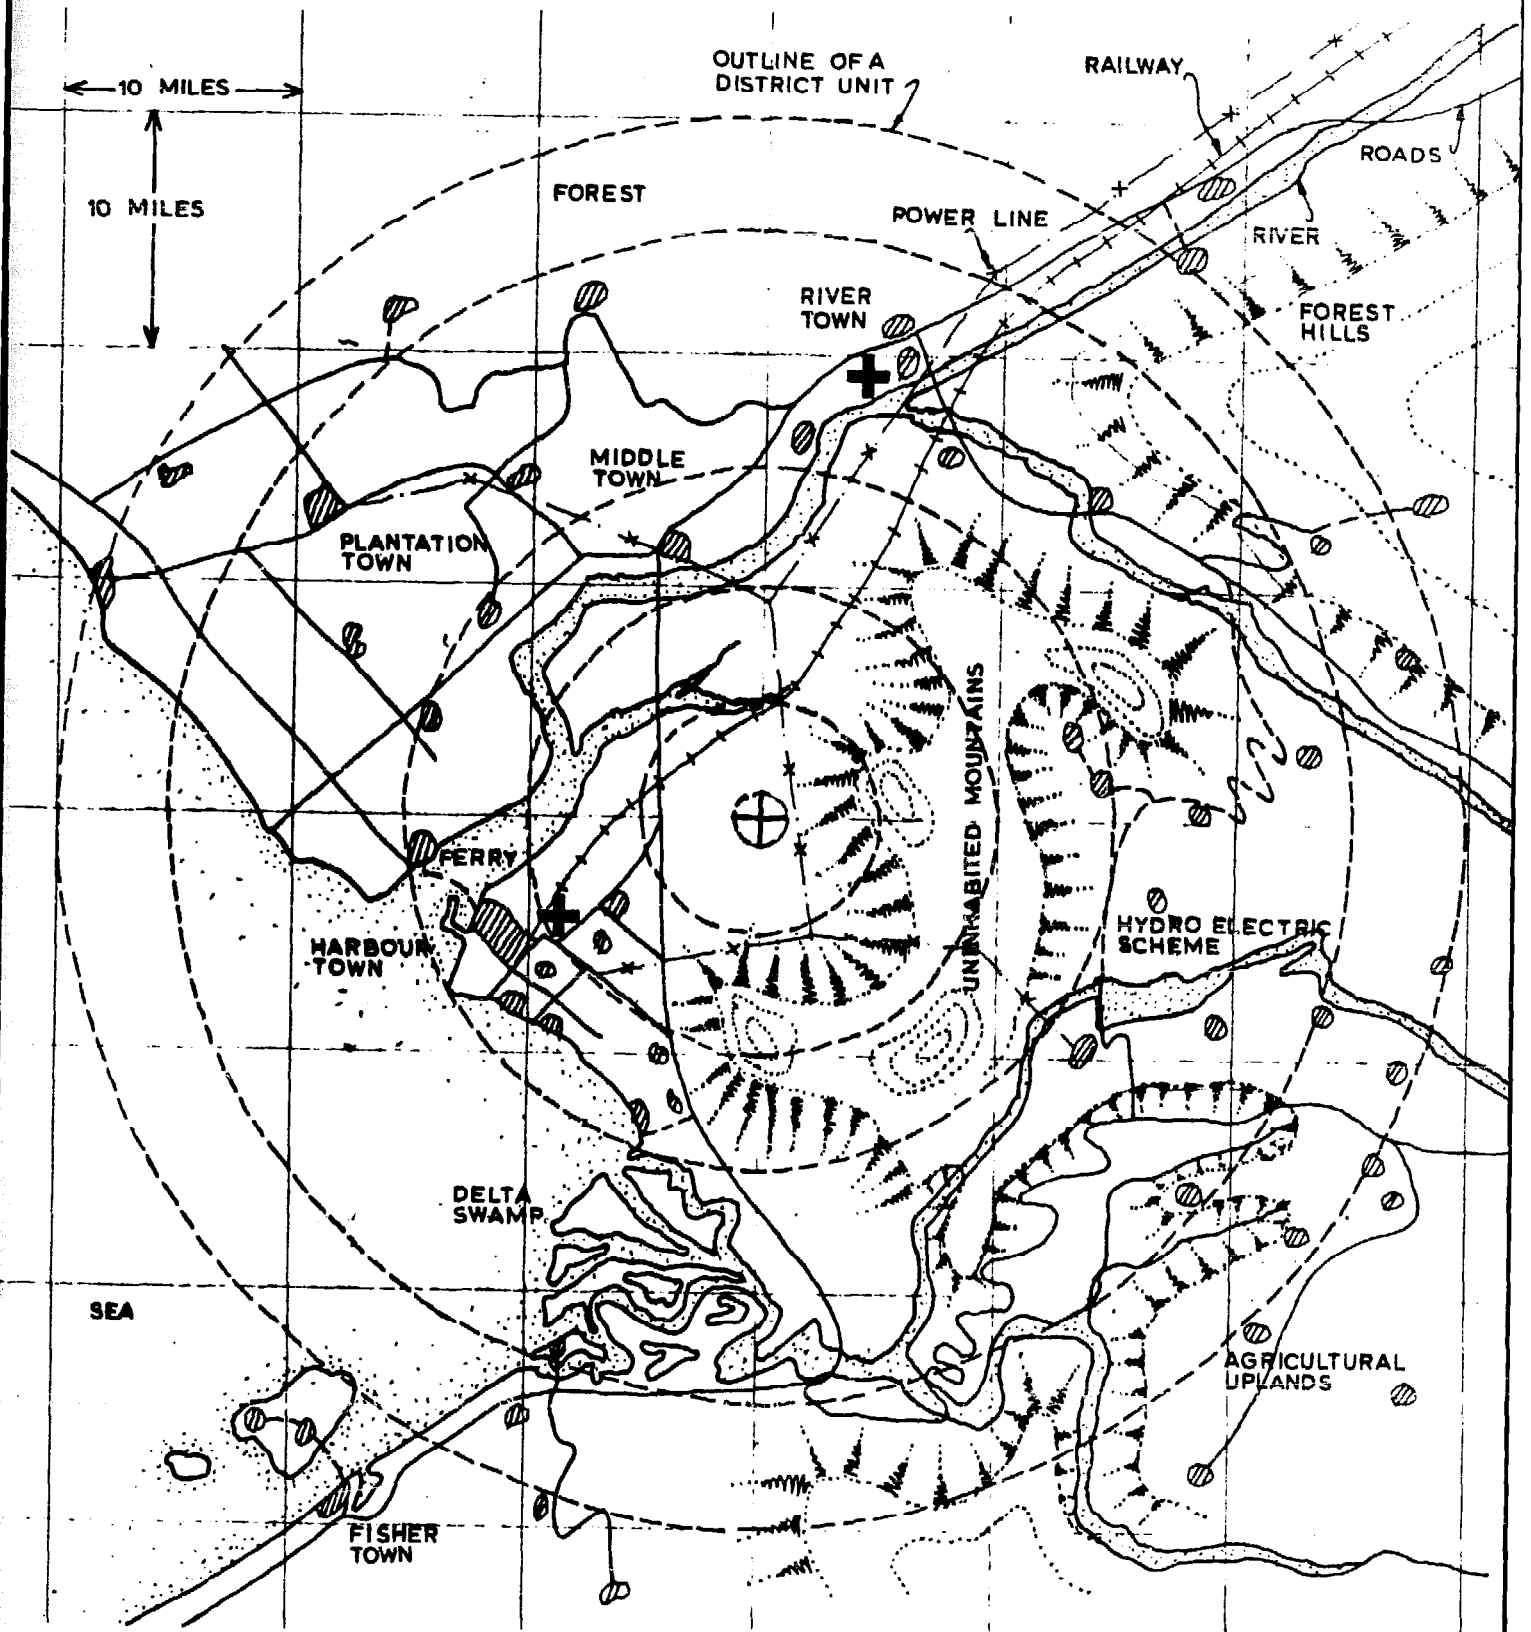 OUTLINE OF A
DISTRICT UNIT
RAILWAY
10 MILES
ROADS
10 MILES
FOREST
POWER LINE
RIVER
RIVER
TOWN
FOREST
HILLS
MIDDLE
TOWN
PLANTATION
TOWN
UNINHABITED MOUNTAINS
FERRY
HARBOUR
TOWN
HYDRO ELECTRIC
SCHEME
DELTA
SWAMP
SEA
AGRICULTURAL
UPLANDS
FISHER
TOWN